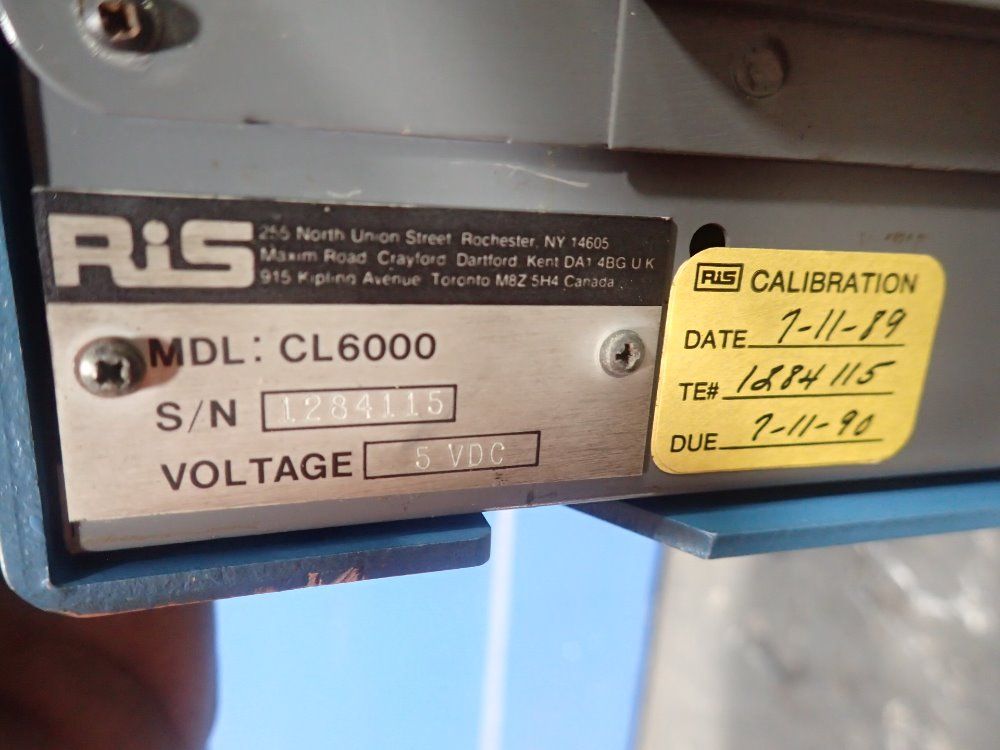 RiS
255 North Union Street Rochester, NY 14605
Maxim Road Crayford Dartford Kent DA1 4BG U K
915 Kipling Avenue Toronto M8Z 5H4 Canada
MDL: CL6000
S/N 1284115
VOLTAGE 5 VDC
RiS CALIBRATION
DATE 7-11-89
TE# 1284115
DUE 7-11-90